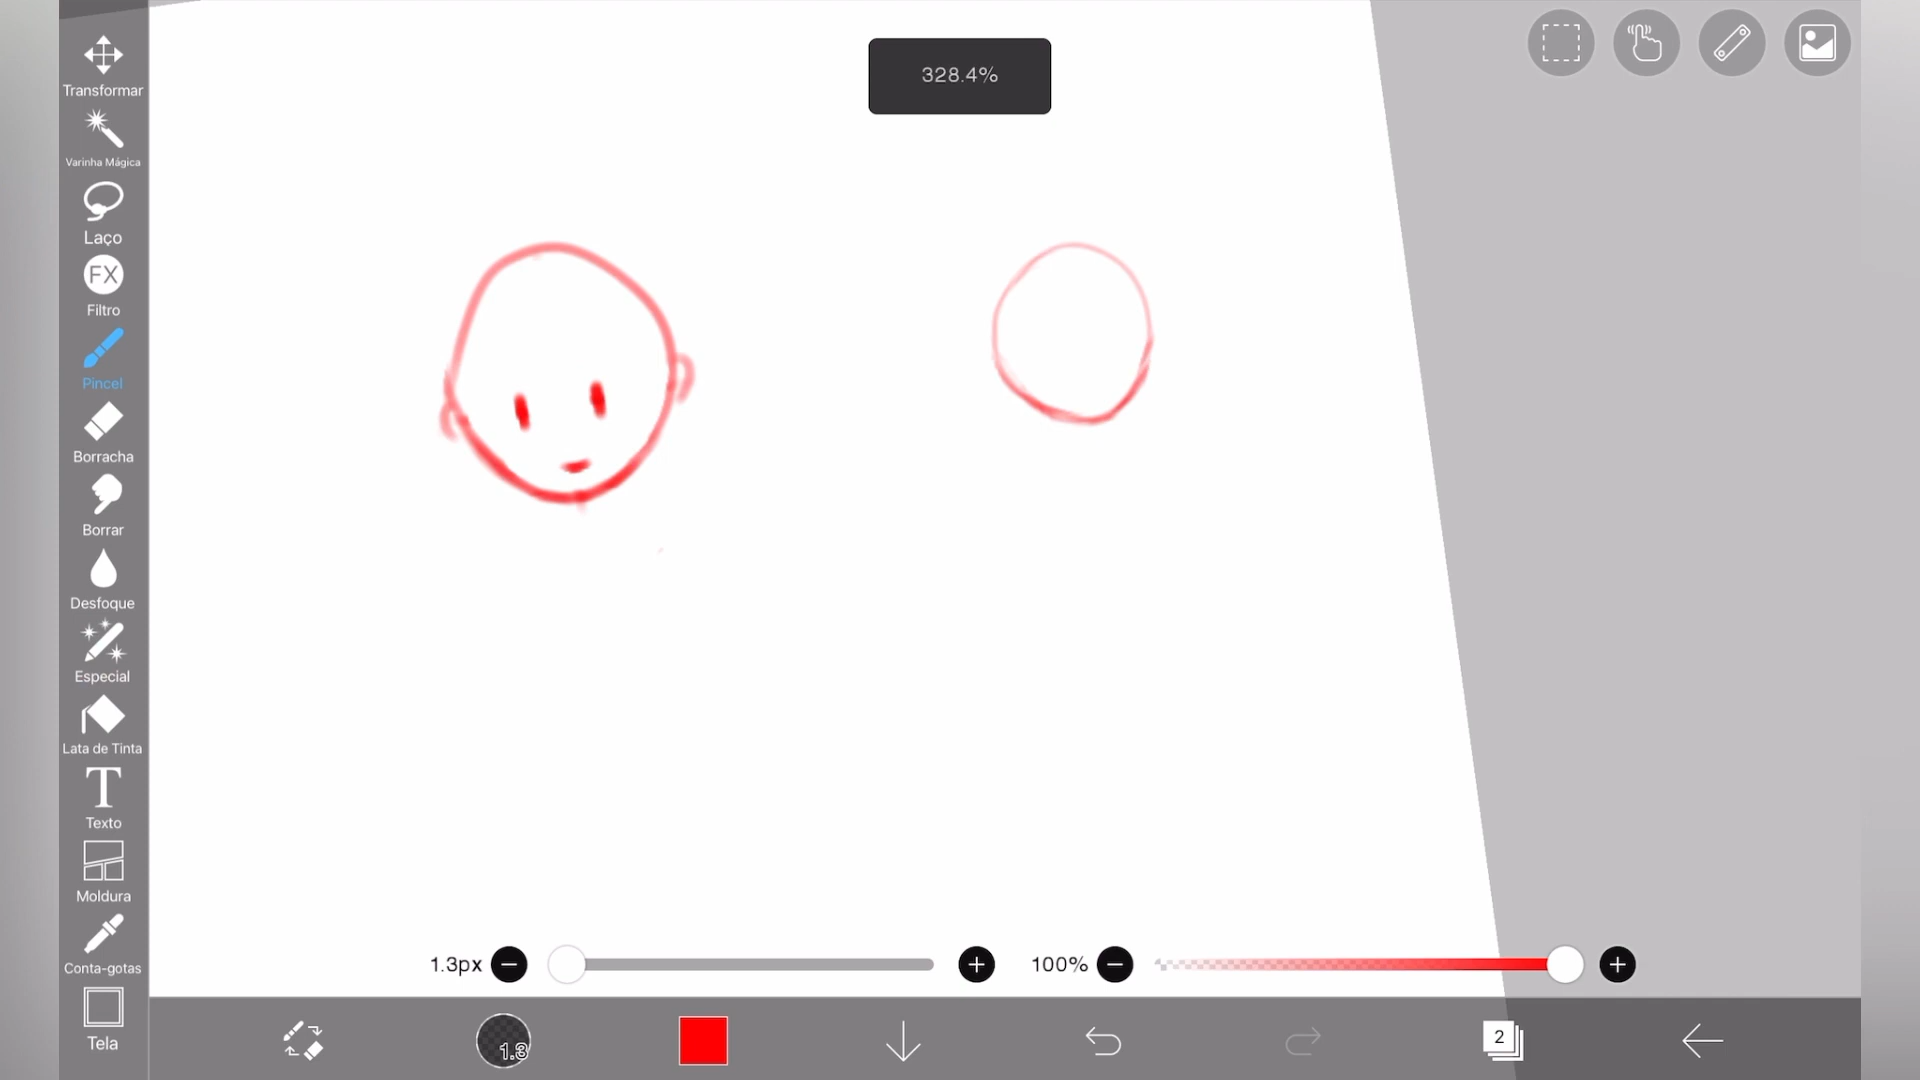 328.4%
Transformar
Varinha Mágica
Laço
FX
Filtro
Pincel
Borracha
Borrar
Desfoque
Especial
Lata de Tinta
T
Texto
Moldura
Conta-gotas
Tela
1.3px
100%
1.3
2